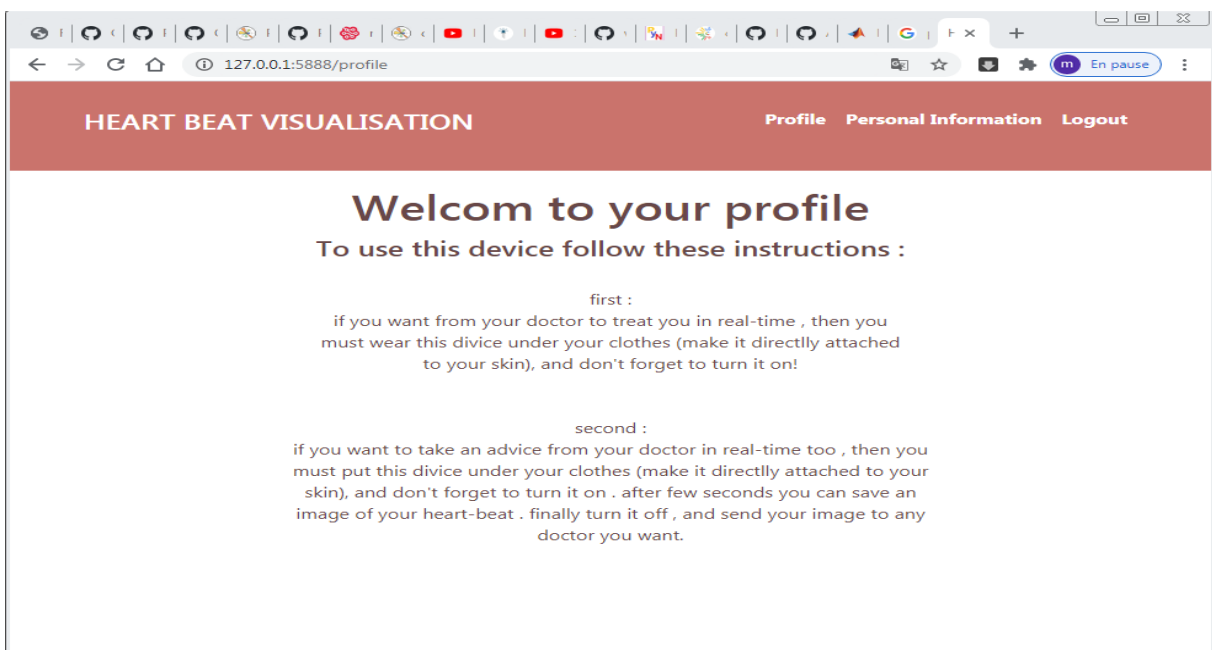 127.0.0.1:5888/profile
m En pause
HEART BEAT VISUALISATION
Profile Personal Information Logout
Welcom to your profile
To use this device follow these instructions :
first :
if you want from your doctor to treat you in real-time , then you
must wear this divice under your clothes (make it directlly attached
to your skin), and don't forget to turn it on!
second :
if you want to take an advice from your doctor in real-time too , then you
must put this divice under your clothes (make it directlly attached to your
skin), and don't forget to turn it on . after few seconds you can save an
image of your heart-beat . finally turn it off , and send your image to any
doctor you want.